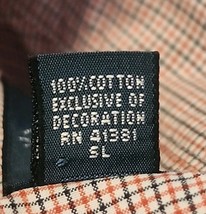 100% COTTON
EXCLUSIVE OF
DECORATION
RN 41381
SL